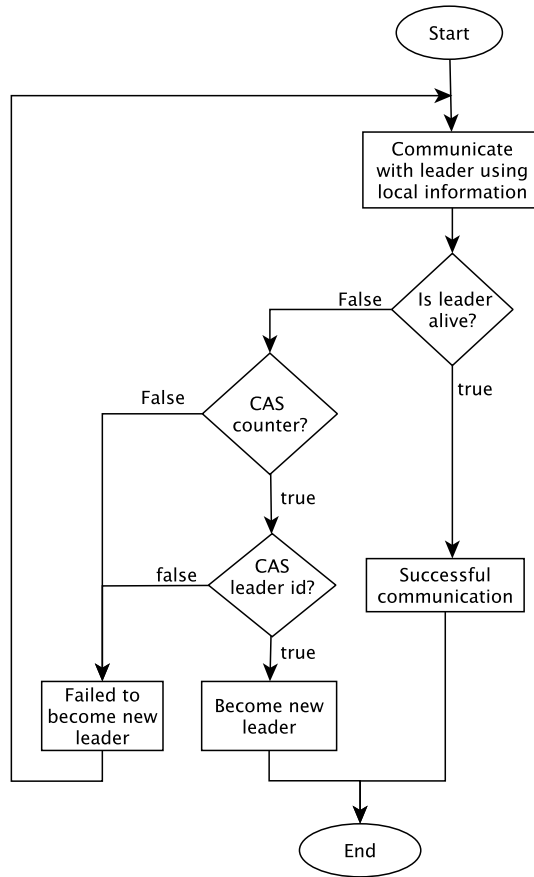 Start
Communicate
with leader using
local information
Is leader
alive?
False
true
CAS
counter?
False
true
CAS
leader id?
false
true
Successful
communication
Failed to
become new
leader
Become new
leader
End